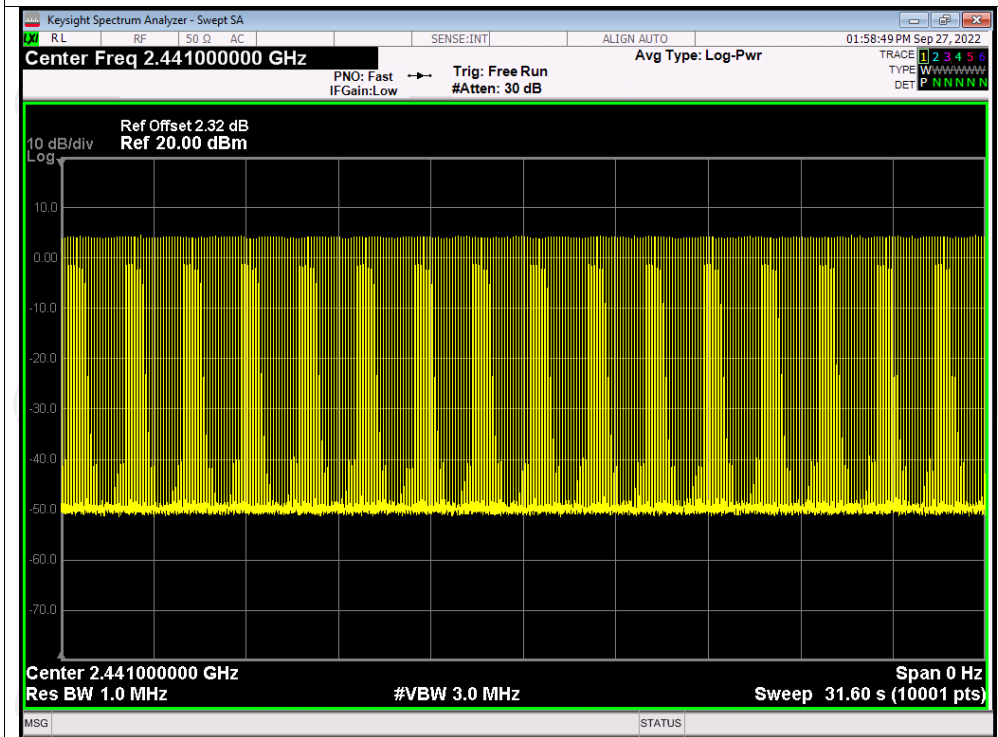 Keysight Spectrum Analyzer - Swept SA
LXI RL RF 50 Ω AC SENSE:INT ALIGN AUTO 01:58:49 PM Sep 27, 2022
Center Freq 2.441000000 GHz Avg Type: Log-Pwr TRACE 1 2 3 4 5 6
PNO: Fast Trig: Free Run TYPE WWWWWW
IFGain:Low #Atten: 30 dB DET P N N N N N
Ref Offset 2.32 dB
10 dB/div Ref 20.00 dBm
Log
10.0
0.00
-10.0
-20.0
-30.0
-40.0
-50.0
-60.0
-70.0
Center 2.441000000 GHz Span 0 Hz
Res BW 1.0 MHz #VBW 3.0 MHz Sweep 31.60 s (10001 pts)
MSG STATUS